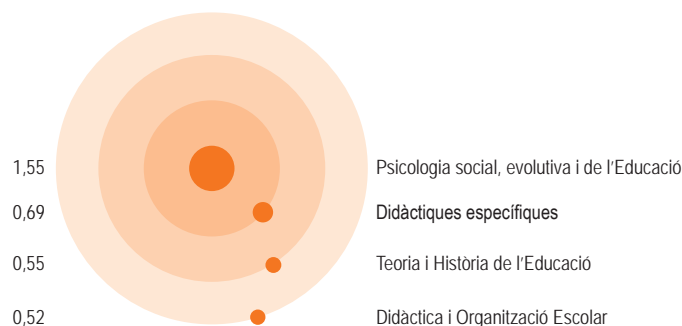 1,55 Psicologia social, evolutiva i de l'Educació
0,69 Didàctiques específiques
0,55 Teoria i Història de l'Educació
0,52 Didàctica i Organització Escolar